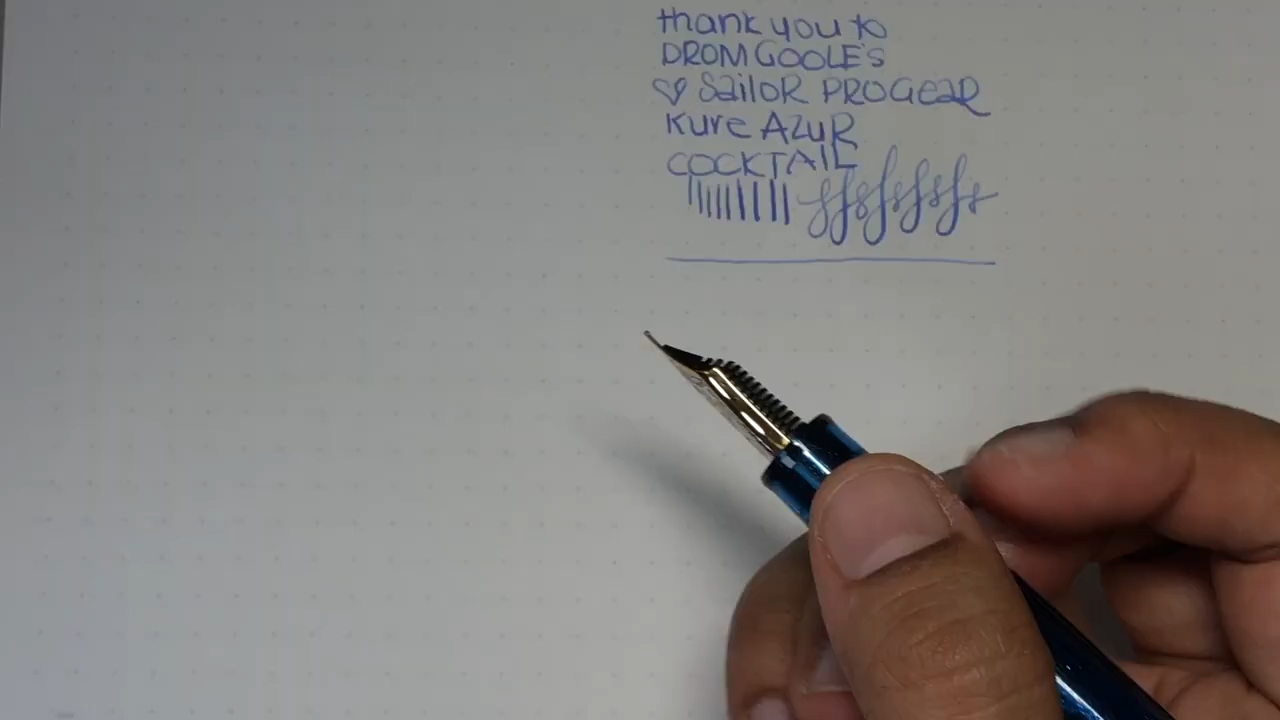 thank you to
DROMGOOLE'S
♡ Sailor PROGear
Kure AZUR
COCKTAIL